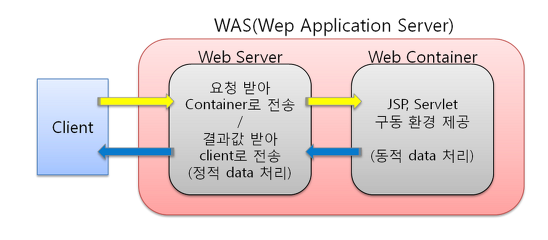 WAS(Wep Application Server)
Web Server
Web Container
Client
요청 받아
Container로 전송
/
결과값 받아
client로 전송
(정적 data 처리)
JSP, Servlet
구동 환경 제공
(동적 data 처리)